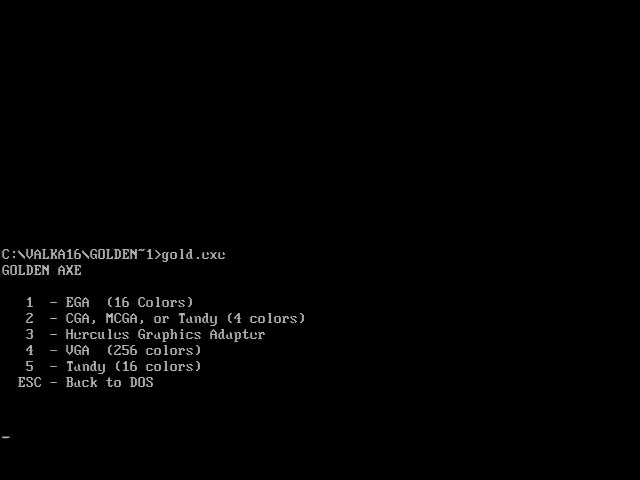 C:\VALKA16\GOLDEN~1>gold.exe
GOLDEN AXE
1 - EGA (16 Colors)
2 - CGA, MCGA, or Tandy (4 colors)
3 - Hercules Graphics Adapter
4 - VGA (256 colors)
5 - Tandy (16 colors)
ESC - Back to DOS